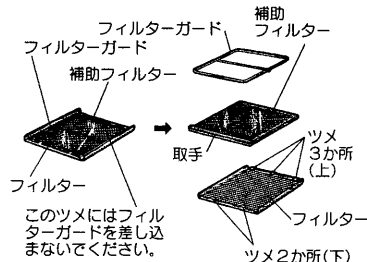 フィルターガード
補助フィルター
フィルター
このツメにはフィル
ターガードを差し込
まないでください。
フィルターガード
補助
フィルター
取手
ツメ
3か所
(上)
フィルター
ツメ2か所(下)